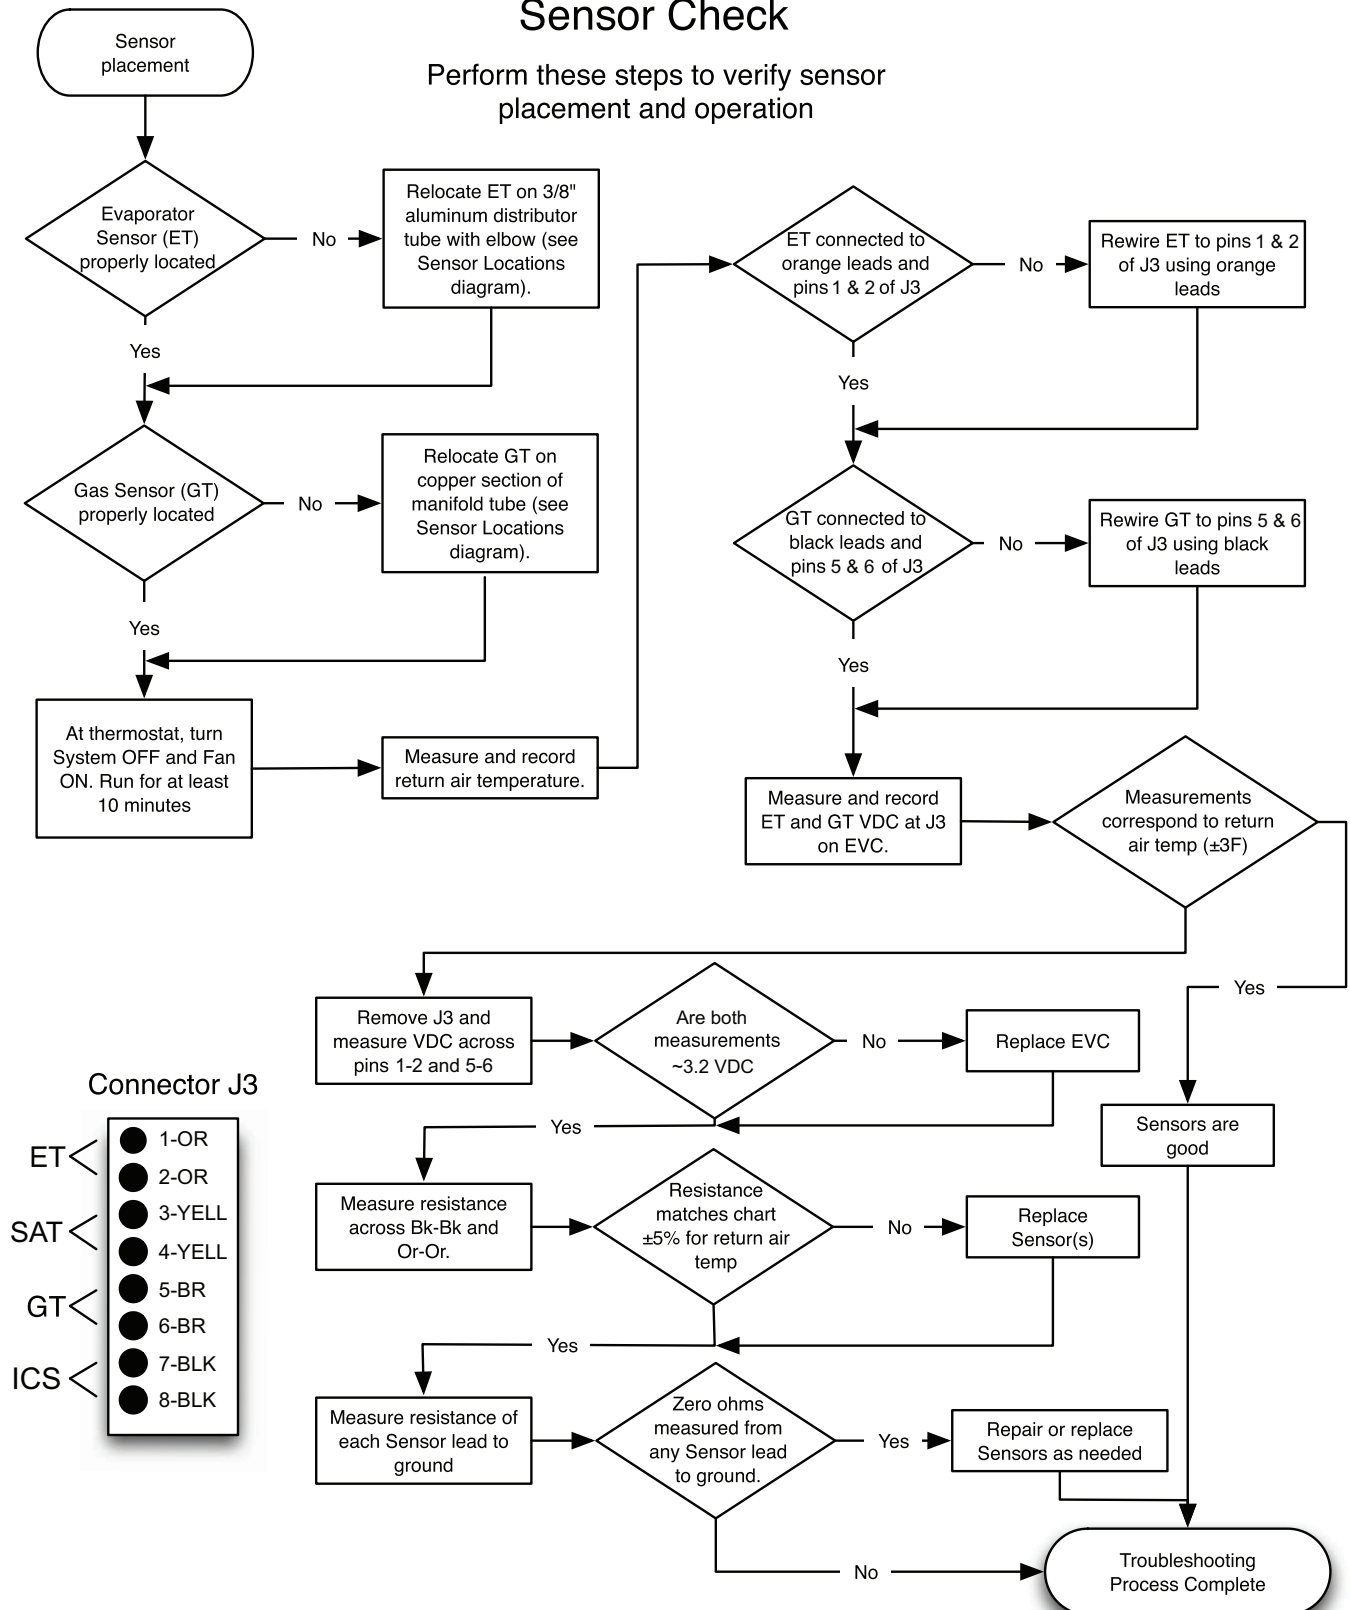 Sensor Check
Perform these steps to verify sensor
placement and operation
Sensor
placement
Evaporator
Sensor (ET)
properly located
No
Relocate ET on 3/8"
aluminum distributor
tube with elbow (see
Sensor Locations
diagram).
Yes
Gas Sensor (GT)
properly located
No
Relocate GT on
copper section of
manifold tube (see
Sensor Locations
diagram).
Yes
At thermostat, turn
System OFF and Fan
ON. Run for at least
10 minutes
Measure and record
return air temperature.
ET connected to
orange leads and
pins 1 & 2 of J3
No
Rewire ET to pins 1 & 2
of J3 using orange
leads
Yes
GT connected to
black leads and
pins 5 & 6 of J3
No
Rewire GT to pins 5 & 6
of J3 using black
leads
Yes
Measure and record
ET and GT VDC at J3
on EVC.
Measurements
correspond to return
air temp (±3F)
Yes
Sensors are
good
Remove J3 and
measure VDC across
pins 1-2 and 5-6
Are both
measurements
~3.2 VDC
No
Replace EVC
Yes
Measure resistance
across Bk-Bk and
Or-Or.
Resistance
matches chart
±5% for return air
temp
No
Replace
Sensor(s)
Yes
Measure resistance of
each Sensor lead to
ground
Zero ohms
measured from
any Sensor lead
to ground.
Yes
Repair or replace
Sensors as needed
No
Troubleshooting
Process Complete
Connector J3
ET
1-OR
2-OR
SAT
3-YELL
4-YELL
GT
5-BR
6-BR
ICS
7-BLK
8-BLK